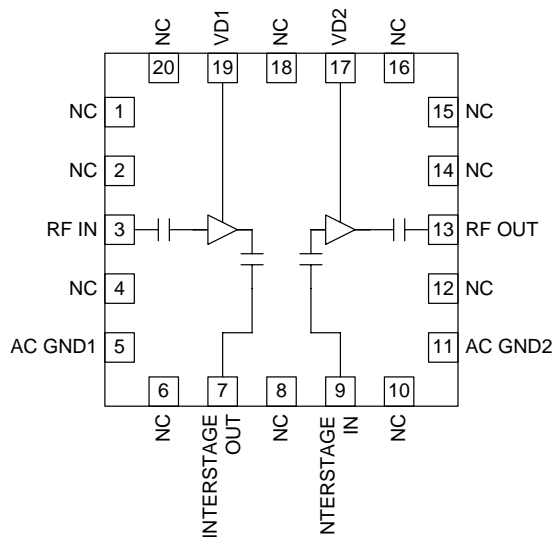 NC
VD1
NC
VD2
NC
20
19
18
17
16
NC 1
15 NC
NC 2
14 NC
RF IN 3
13 RF OUT
NC 4
12 NC
AC GND1 5
11 AC GND2
6
7
8
9
10
NC
INTERSTAGE
OUT
NC
NTERSTAGE
IN
NC